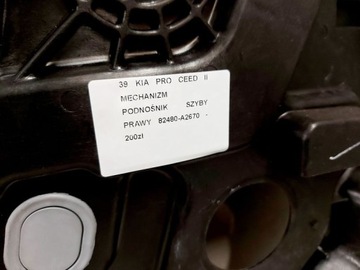 39 KIA PRO CEED II
MECHANIZM
PODNOŚNIK SZYBY
PRAWY 82480-A2670 -
200zł